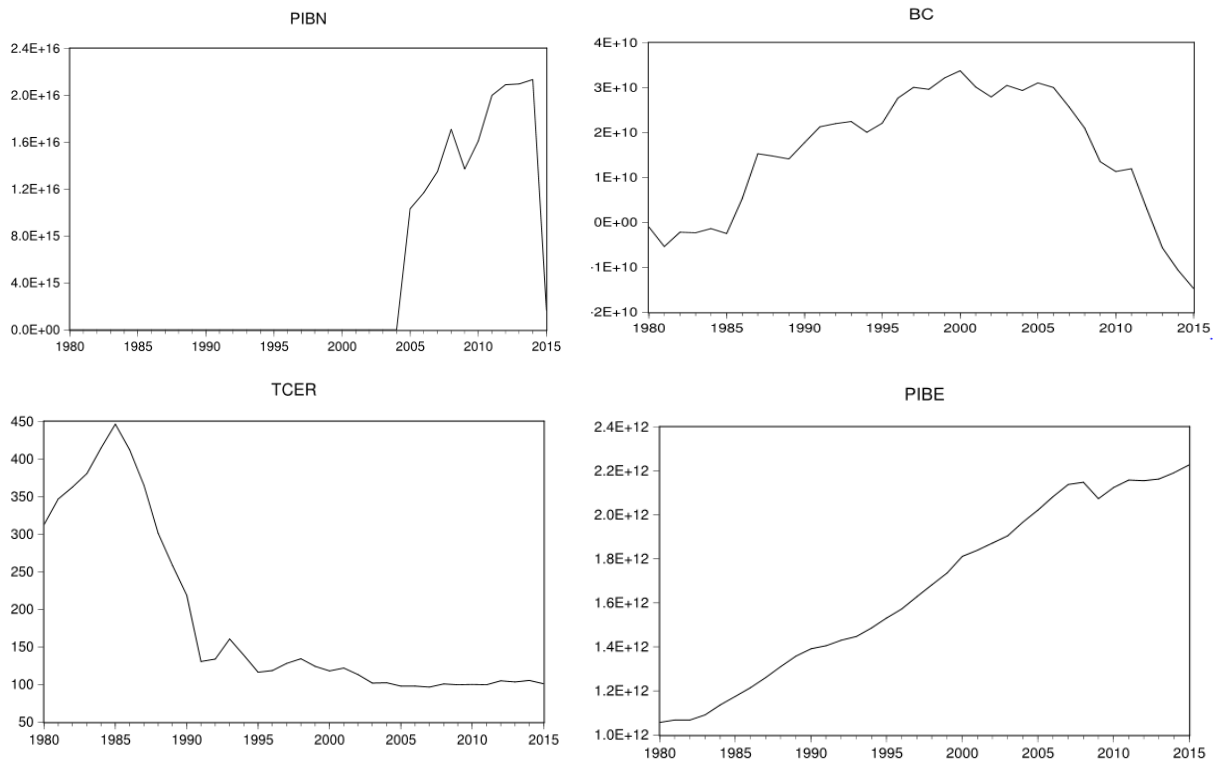 PIBN
2.4E+16
2.0E+16
1.6E+16
1.2E+16
8.0E+15
4.0E+15
0.0E+00
1980 1985 1990 1995 2000 2005 2010 2015
BC
4E+10
3E+10
2E+10
1E+10
0E+00
-1E+10
-2E+10
1980 1985 1990 1995 2000 2005 2010 2015
TCER
450
400
350
300
250
200
150
100
50
1980 1985 1990 1995 2000 2005 2010 2015
PIBE
2.4E+12
2.2E+12
2.0E+12
1.8E+12
1.6E+12
1.4E+12
1.2E+12
1.0E+12
1980 1985 1990 1995 2000 2005 2010 2015